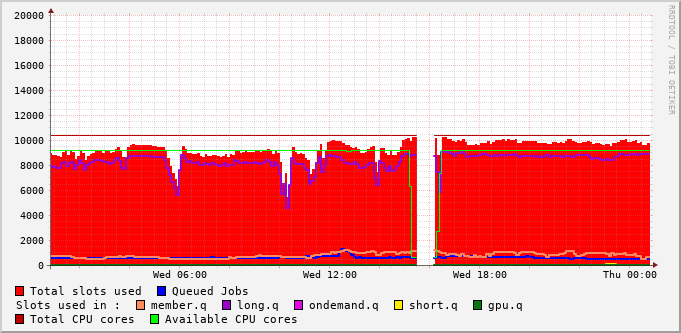 RRDTOOL / TOBI OETIKER
20000
18000
16000
14000
12000
10000
8000
6000
4000
2000
0
Wed 06:00 Wed 12:00 Wed 18:00 Thu 00:00
Total slots used Queued Jobs
Slots used in : member.q long.q ondemand.q short.q gpu.q
Total CPU cores Available CPU cores